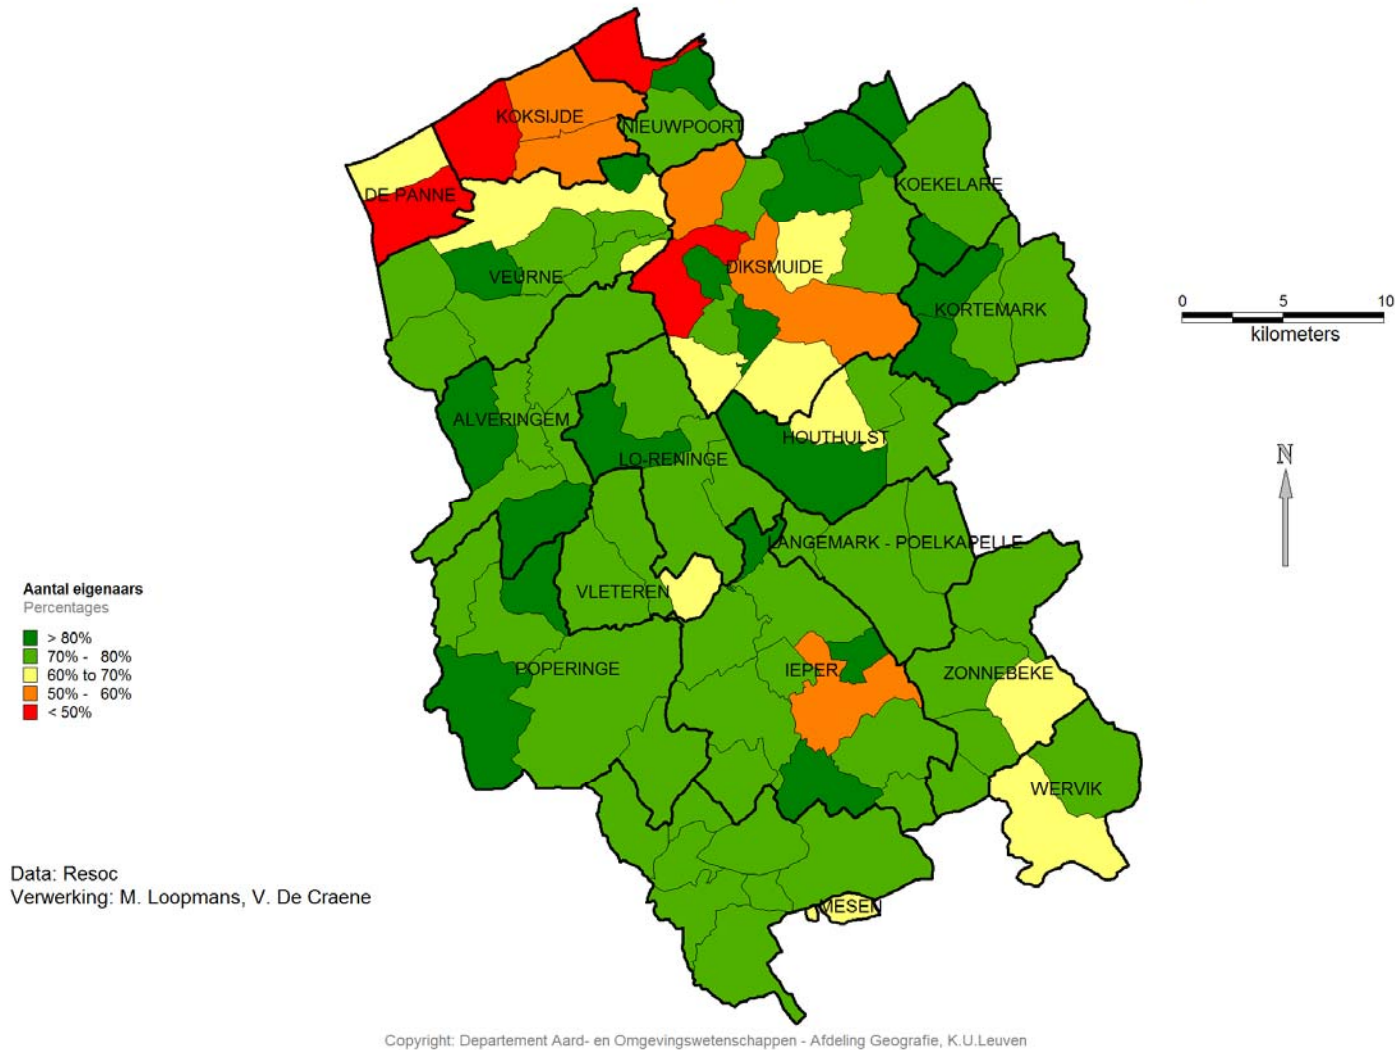 KOKSIJDE
NIEUWPOORT
DE PANNE
KOEKELARE
VEURNE
DIKSMUIDE
KORTEMARK
0 5 10
kilometers
ALVERINGEM
HOUTHULST
LO-RENINGE
N
LANGEMARK - POELKAPELLE
VLETEREN
Aantal eigenaars
Percentages
> 80%
70% - 80%
60% to 70%
50% - 60%
< 50%
POPERINGE
IEPER
ZONNEBEKE
WERVIK
MESEN
Data: Resoc
Verwerking: M. Loopmans, V. De Craene
Copyright: Departement Aard- en Omgevingswetenschappen - Afdeling Geografie, K.U.Leuven